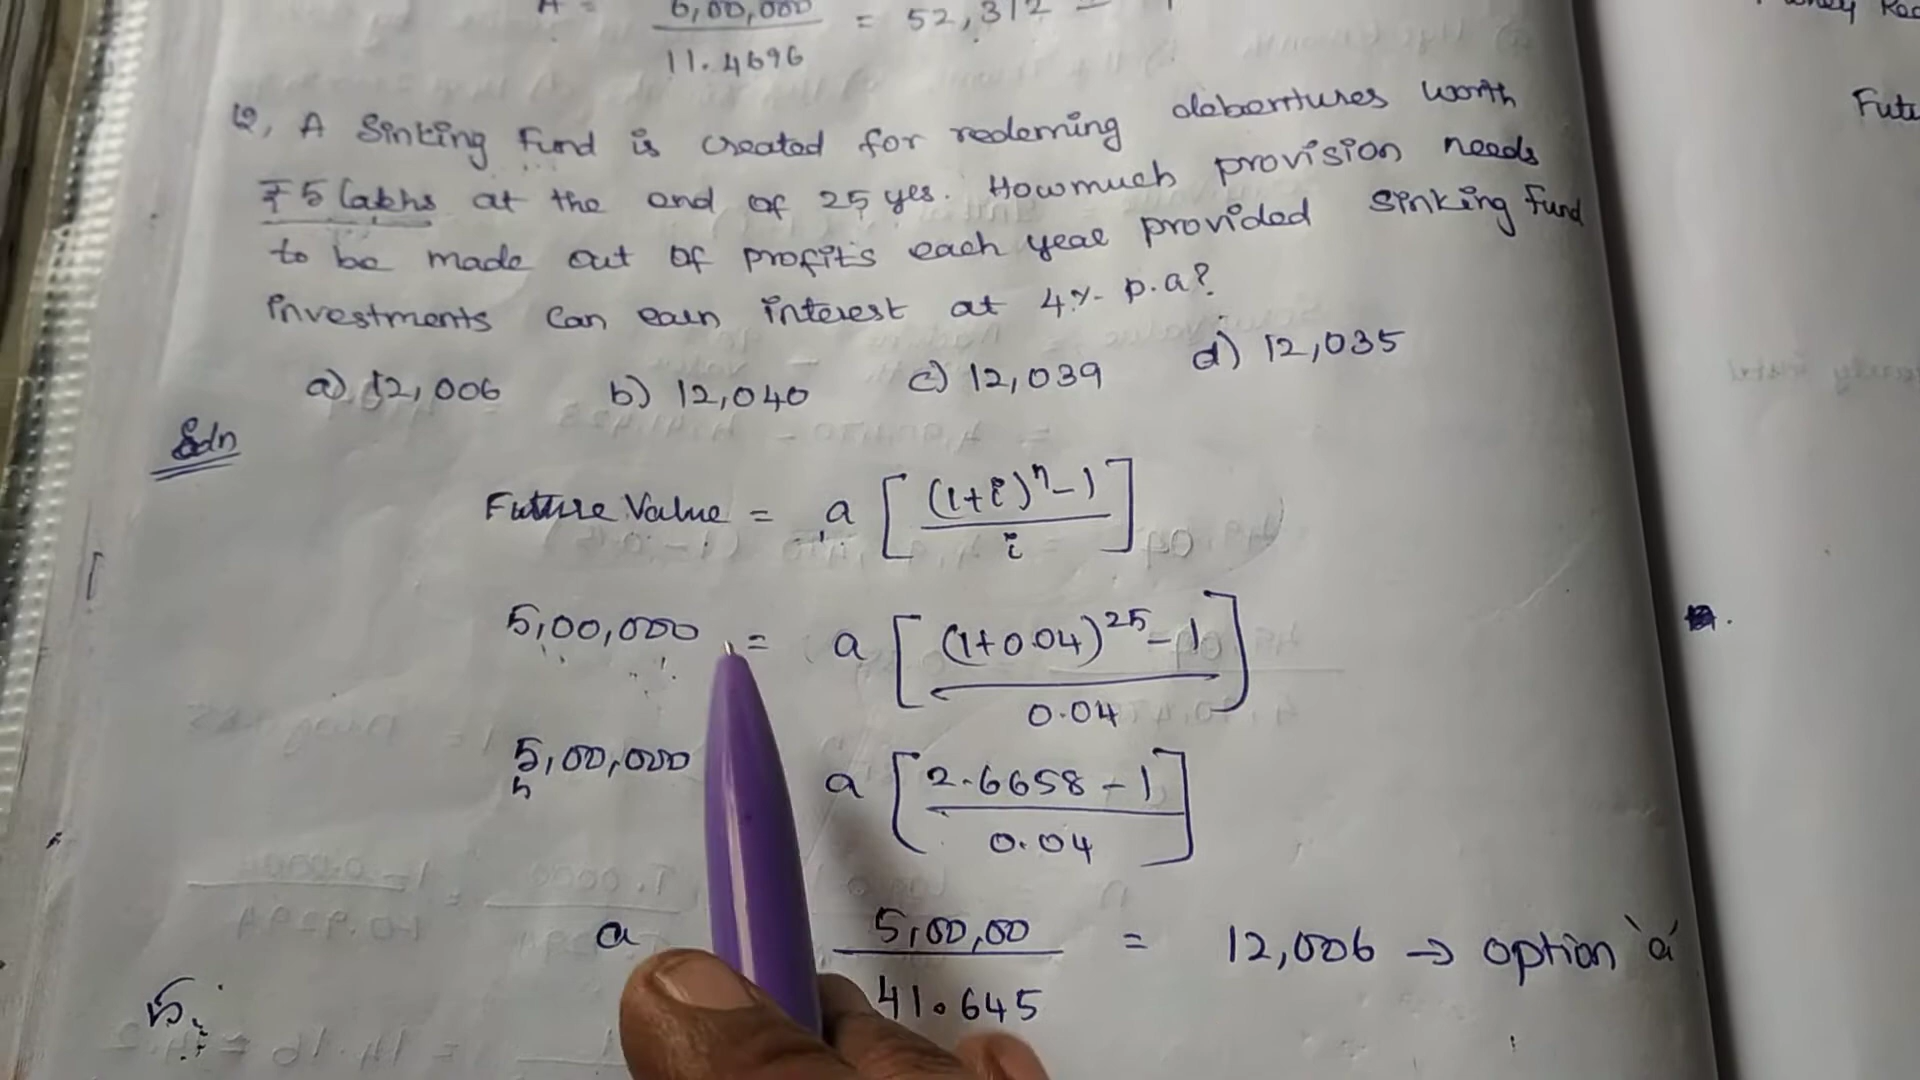 A = 6,00,000 = 52,312
11.4696
Q, A Sinking Fund is created for redeming debentures worth
₹5 lakhs at the end of 25 yes. Howmuch provision needs
to be made out of profits each year provided sinking fund
investments can earn interest at 4% p.a?
a) 12,006 b) 12,040 c) 12,039 d) 12,035
Soln
Future Value = a [ (1+i)^n - 1 ]
i
5,00,000 = a [ (1+0.04)^25 - 1 ]
0.04
5,00,000 a [ 2.6658 - 1 ]
0.04
a 5,00,00 = 12,006 → option 'a'
41.645
Futu